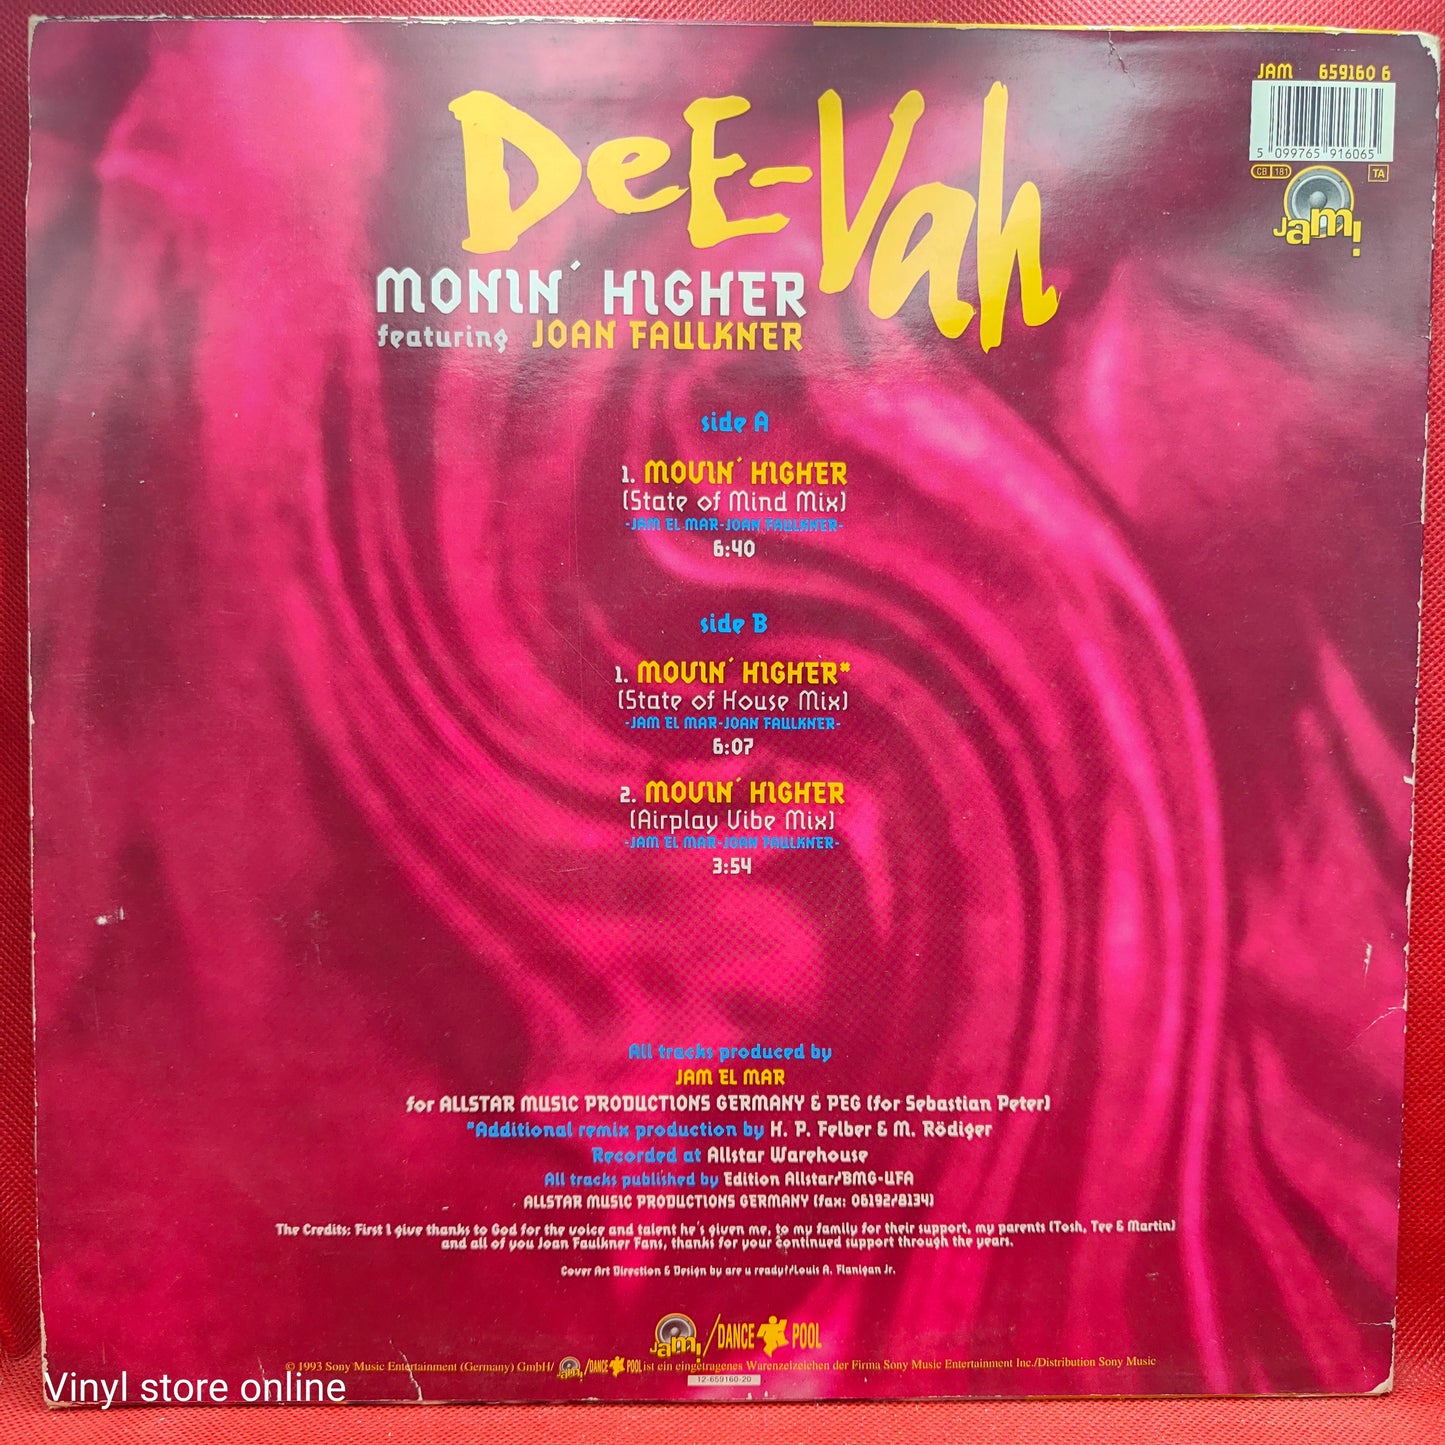 JAM 659160 6
5 099765 916065
CB 181 TA
Jam!
DeE-Vah
MONIN´ HIGHER
featuring JOAN FAULKNER
side A
1. MOVIN´ HIGHER
(State of Mind Mix)
-JAM EL MAR-JOAN FAULKNER-
6:40
side B
1. MOVIN´ HIGHER*
(State of House Mix)
-JAM EL MAR-JOAN FAULKNER-
6:07
2. MOVIN´ HIGHER
(Airplay Vibe Mix)
-JAM EL MAR-JOAN FAULKNER-
3:54
All tracks produced by
JAM EL MAR
for ALLSTAR MUSIC PRODUCTIONS GERMANY & PEG (for Sebastian Peter)
*Additional remix production by H. P. Felber & M. Rödiger
Recorded at Allstar Warehouse
All tracks published by Edition Allstar/BMG-UFA
ALLSTAR MUSIC PRODUCTIONS GERMANY (fax: 06192/8134)
The Credits: First I give thanks to God for the voice and talent he's given me, to my family for their support, my parents (Tosh, Tee & Martin)
and all of you Joan Faulkner Fans, thanks for your continued support through the years.
Cover Art Direction & Design by are u ready?/Louis A. Flanigan Jr.
Jam! / DANCE POOL
© 1993 Sony Music Entertainment (Germany) GmbH/ Jam! /DANCE POOL ist ein eingetragenes Warenzelzeichen der Firma Sony Music Entertainment Inc./Distribution Sony Music
12-659160-20
Vinyl store online